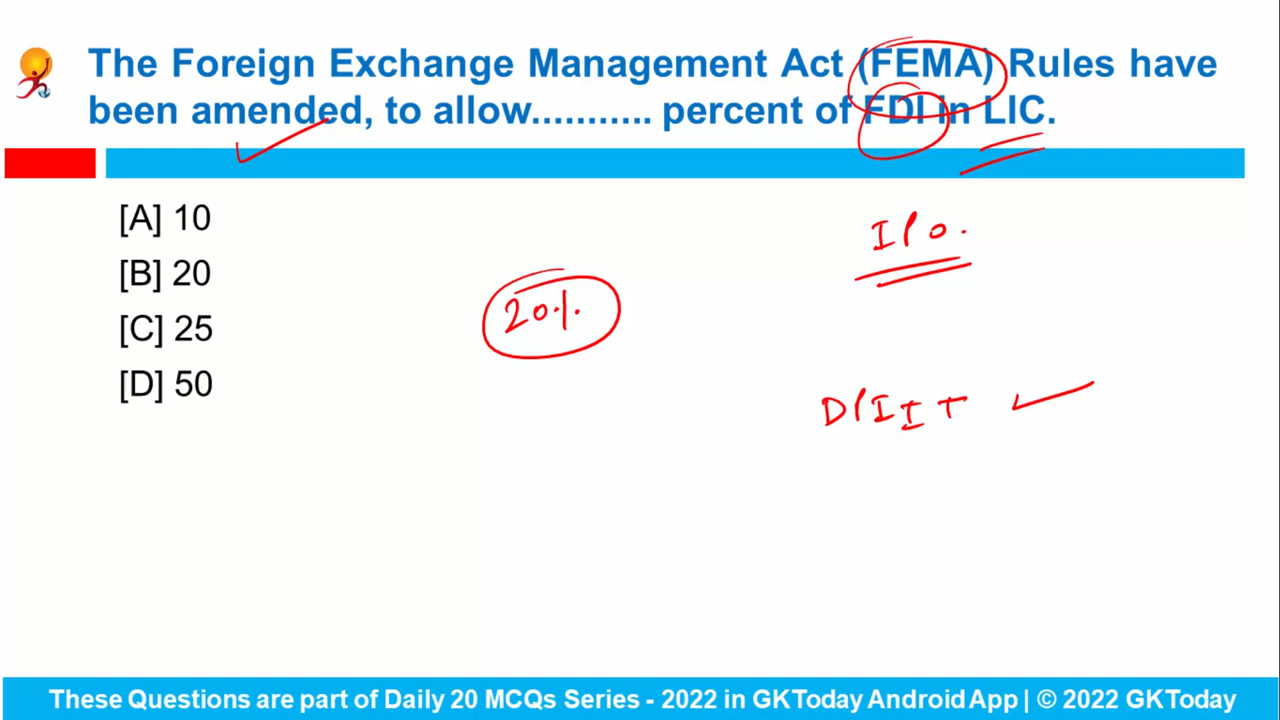 The Foreign Exchange Management Act (FEMA) Rules have
been amended, to allow........... percent of FDI in LIC.
[A] 10
[B] 20
[C] 25
[D] 50
IPO.
20%
DPIIT
These Questions are part of Daily 20 MCQs Series - 2022 in GKToday Android App | © 2022 GKToday